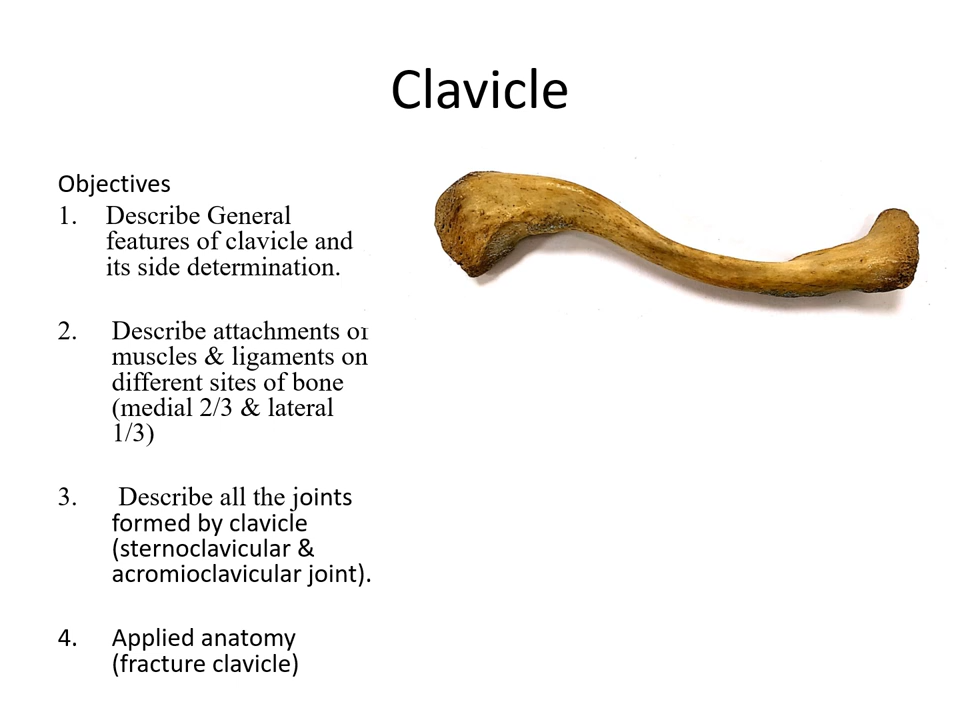 Clavicle
Objectives
1. Describe General
features of clavicle and
its side determination.
2. Describe attachments of
muscles & ligaments on
different sites of bone
(medial 2/3 & lateral
1/3)
3. Describe all the joints
formed by clavicle
(sternoclavicular &
acromioclavicular joint).
4. Applied anatomy
(fracture clavicle)